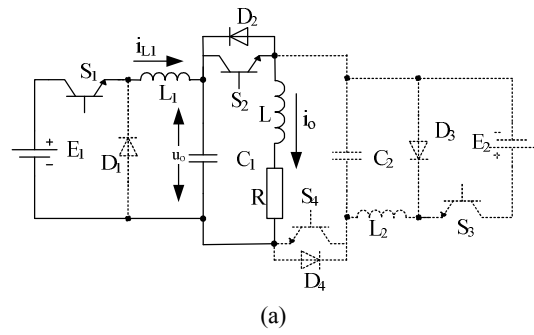 D2
iL1
S1
L1
S2
L
io
E1
+
-
D1
uo
C1
C2
D3
E2
-
+
R
S4
L2
S3
D4
(a)